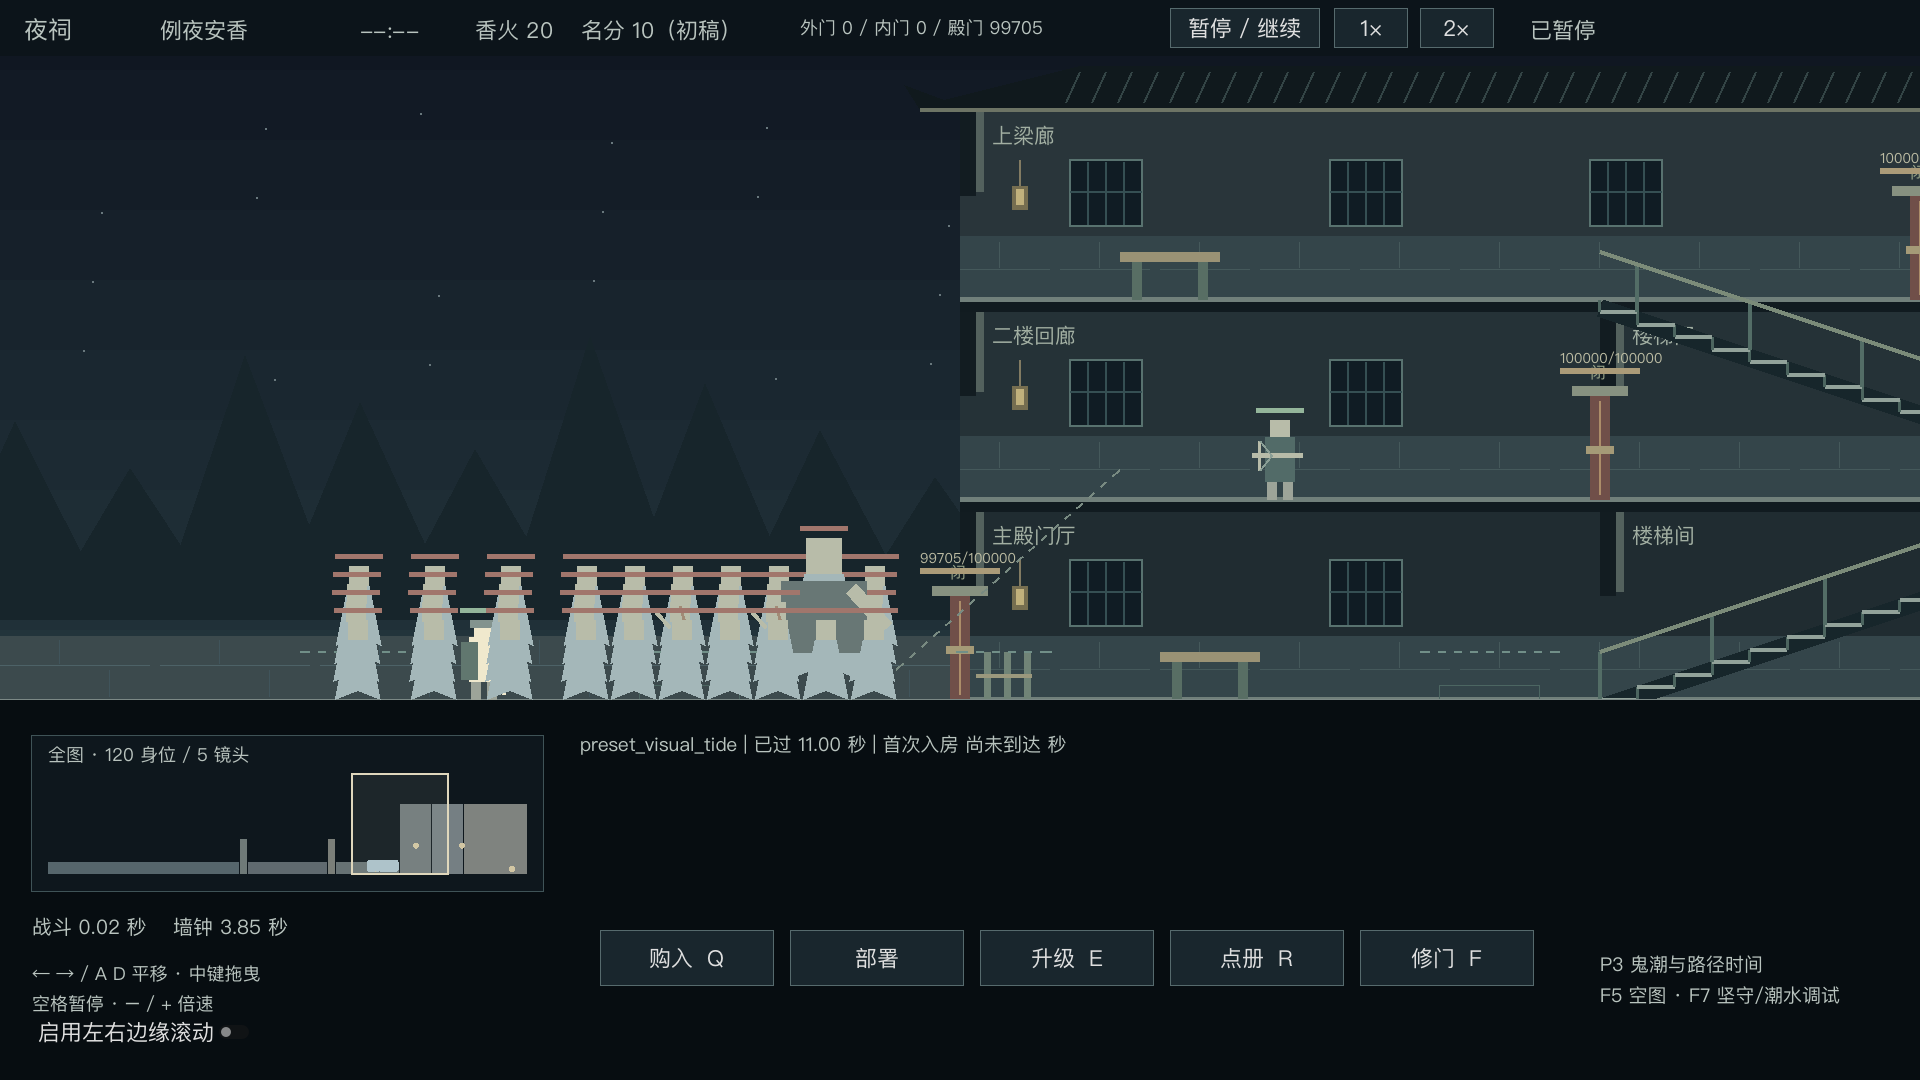 夜祠 例夜安香 --:-- 香火 20 名分 10（初稿） 外门 0 / 内门 0 / 殿门 99705 暂停 / 继续 1× 2× 已暂停
上梁廊
二楼回廊
100000/100000
闭
主殿门厅
楼梯间
99705/100000
闭
全图 · 120 身位 / 5 镜头
preset_visual_tide | 已过 11.00 秒 | 首次入房 尚未到达 秒
战斗 0.02 秒 墙钟 3.85 秒
←→ / A D 平移 · 中键拖曳
空格暂停 · − / + 倍速
启用左右边缘滚动
购入 Q 部署 升级 E 点册 R 修门 F
P3 鬼潮与路径时间
F5 空图 · F7 坚守/潮水调试